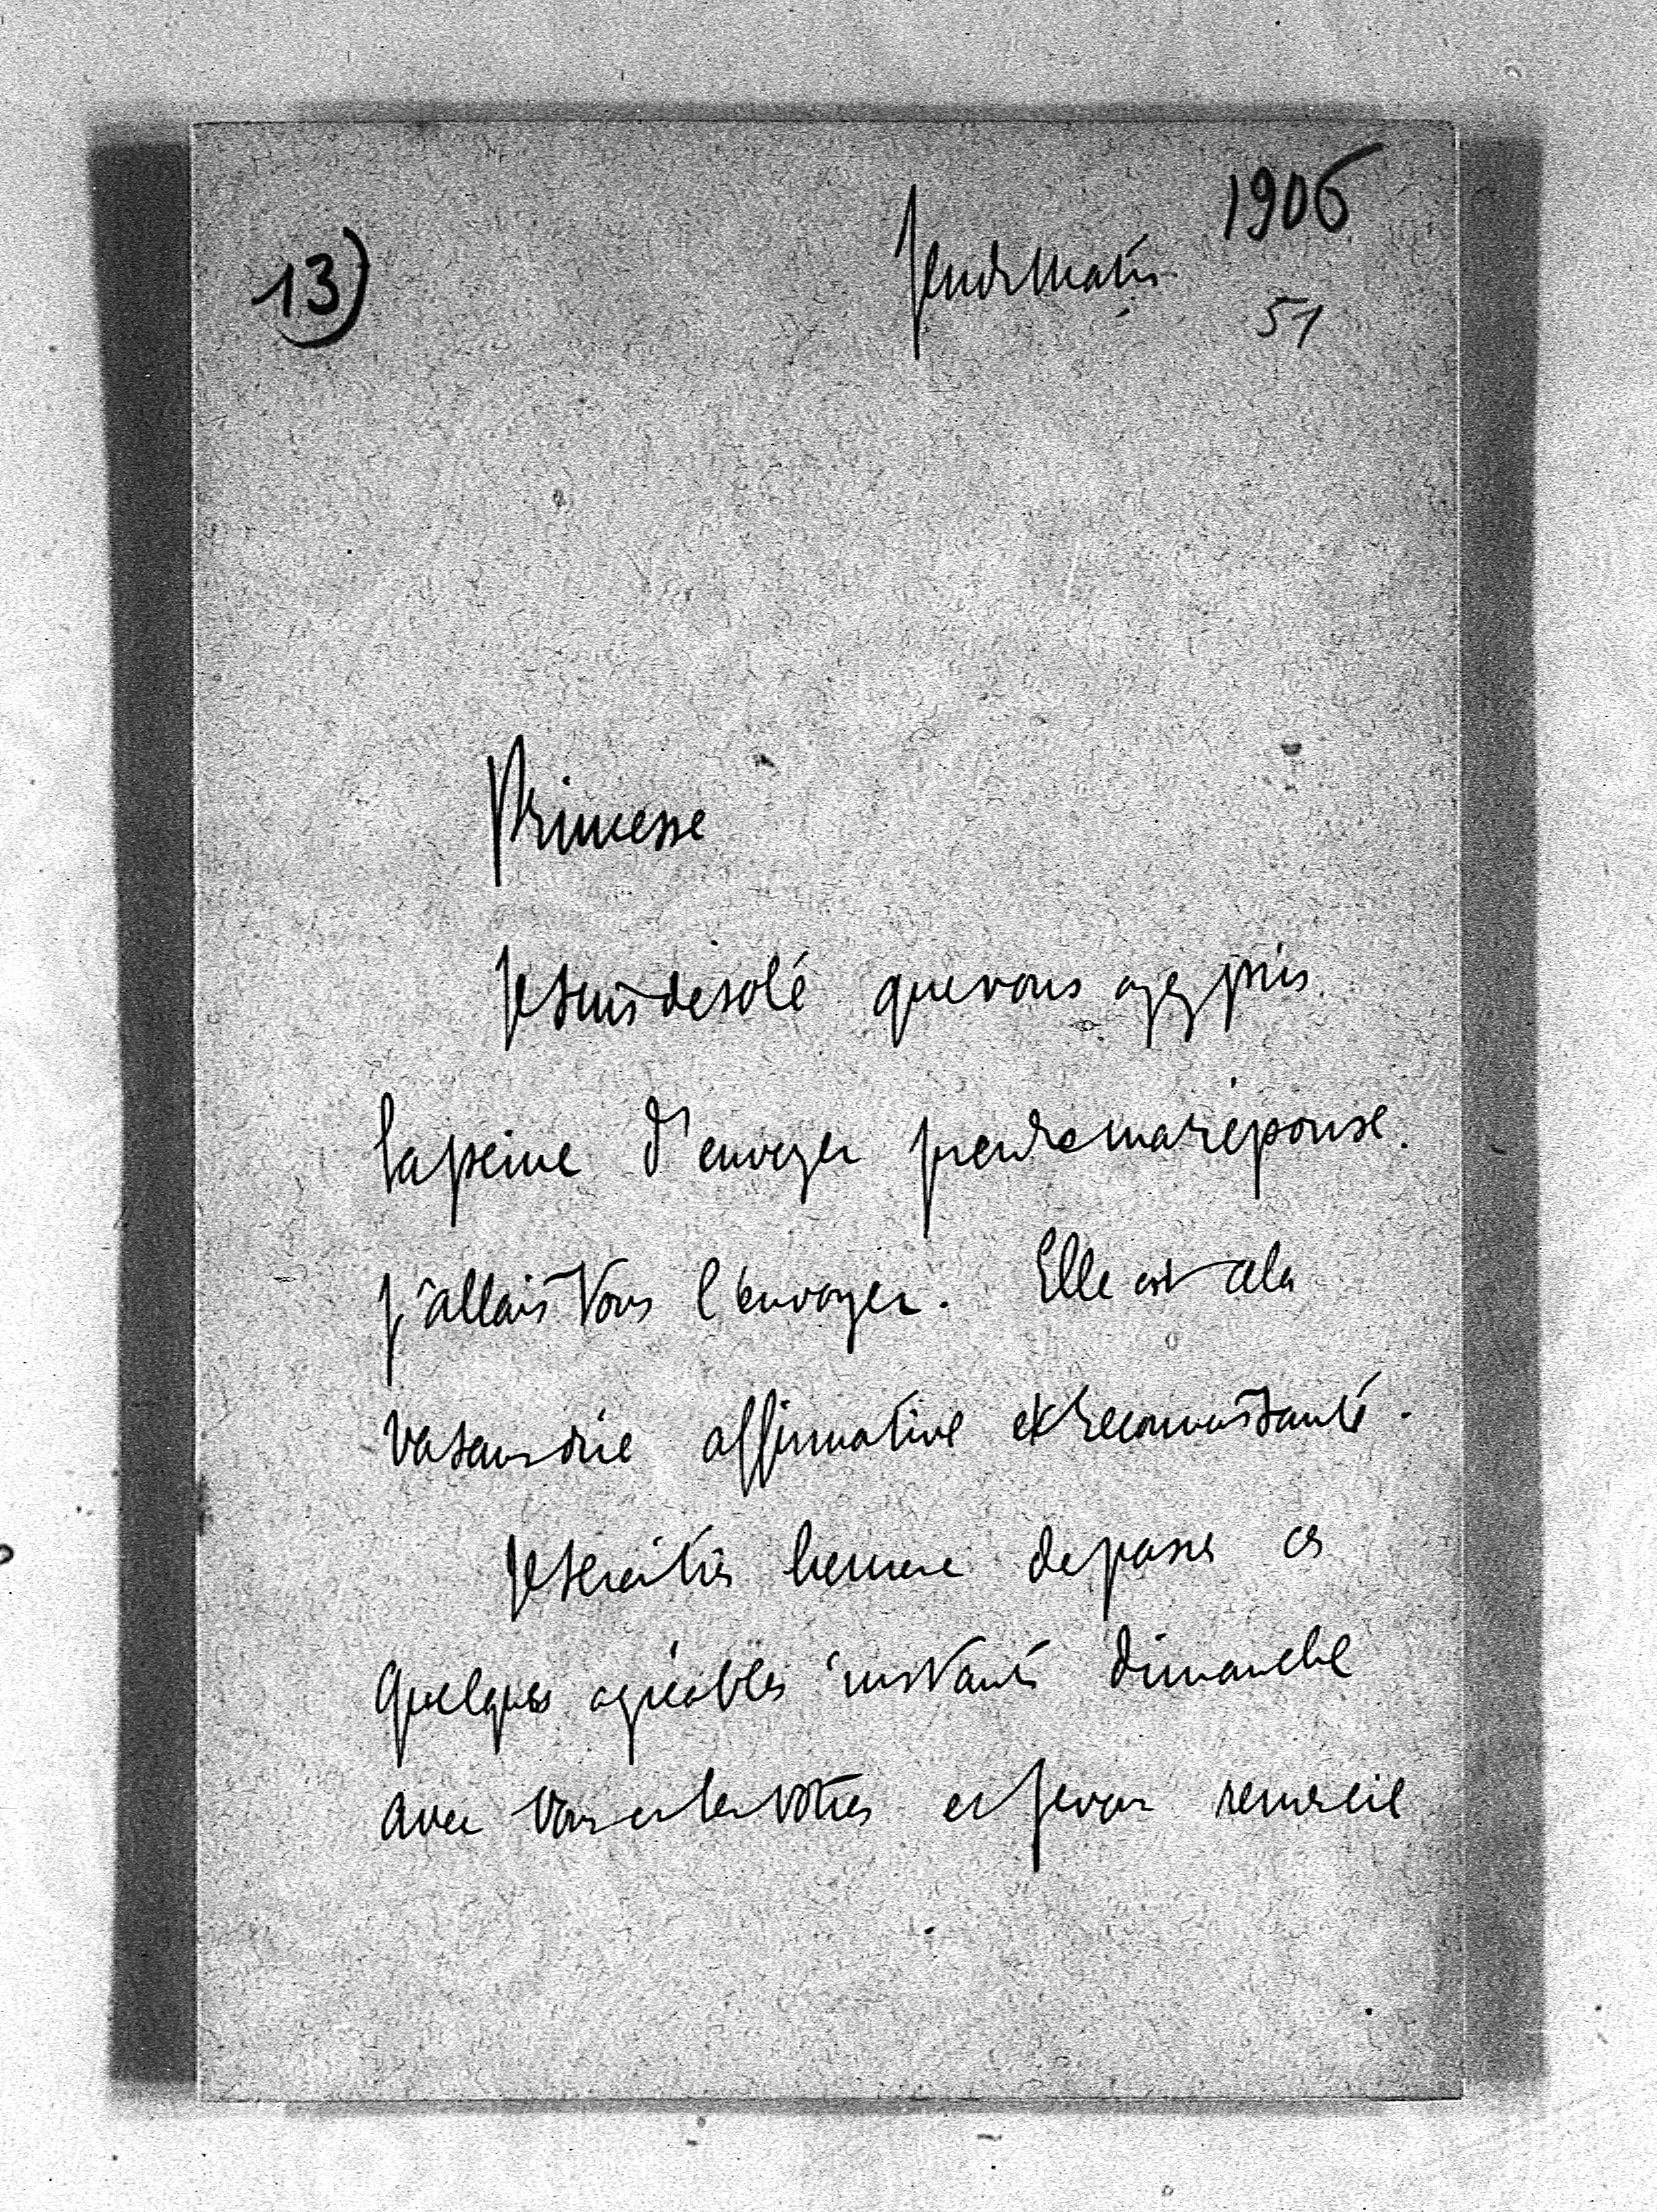 1906
13)
Jeudi matin
51
Princesse
Je suis désolé que vous ayez pris
la peine d'envoyer prendre ma réponse.
J'allais vous l'envoyer. Elle est
affirmative et reconnaissante.
Je serai très heureux de passer ces
quelques agréables instants dimanche
avec vous et les vôtres et je vous remercie